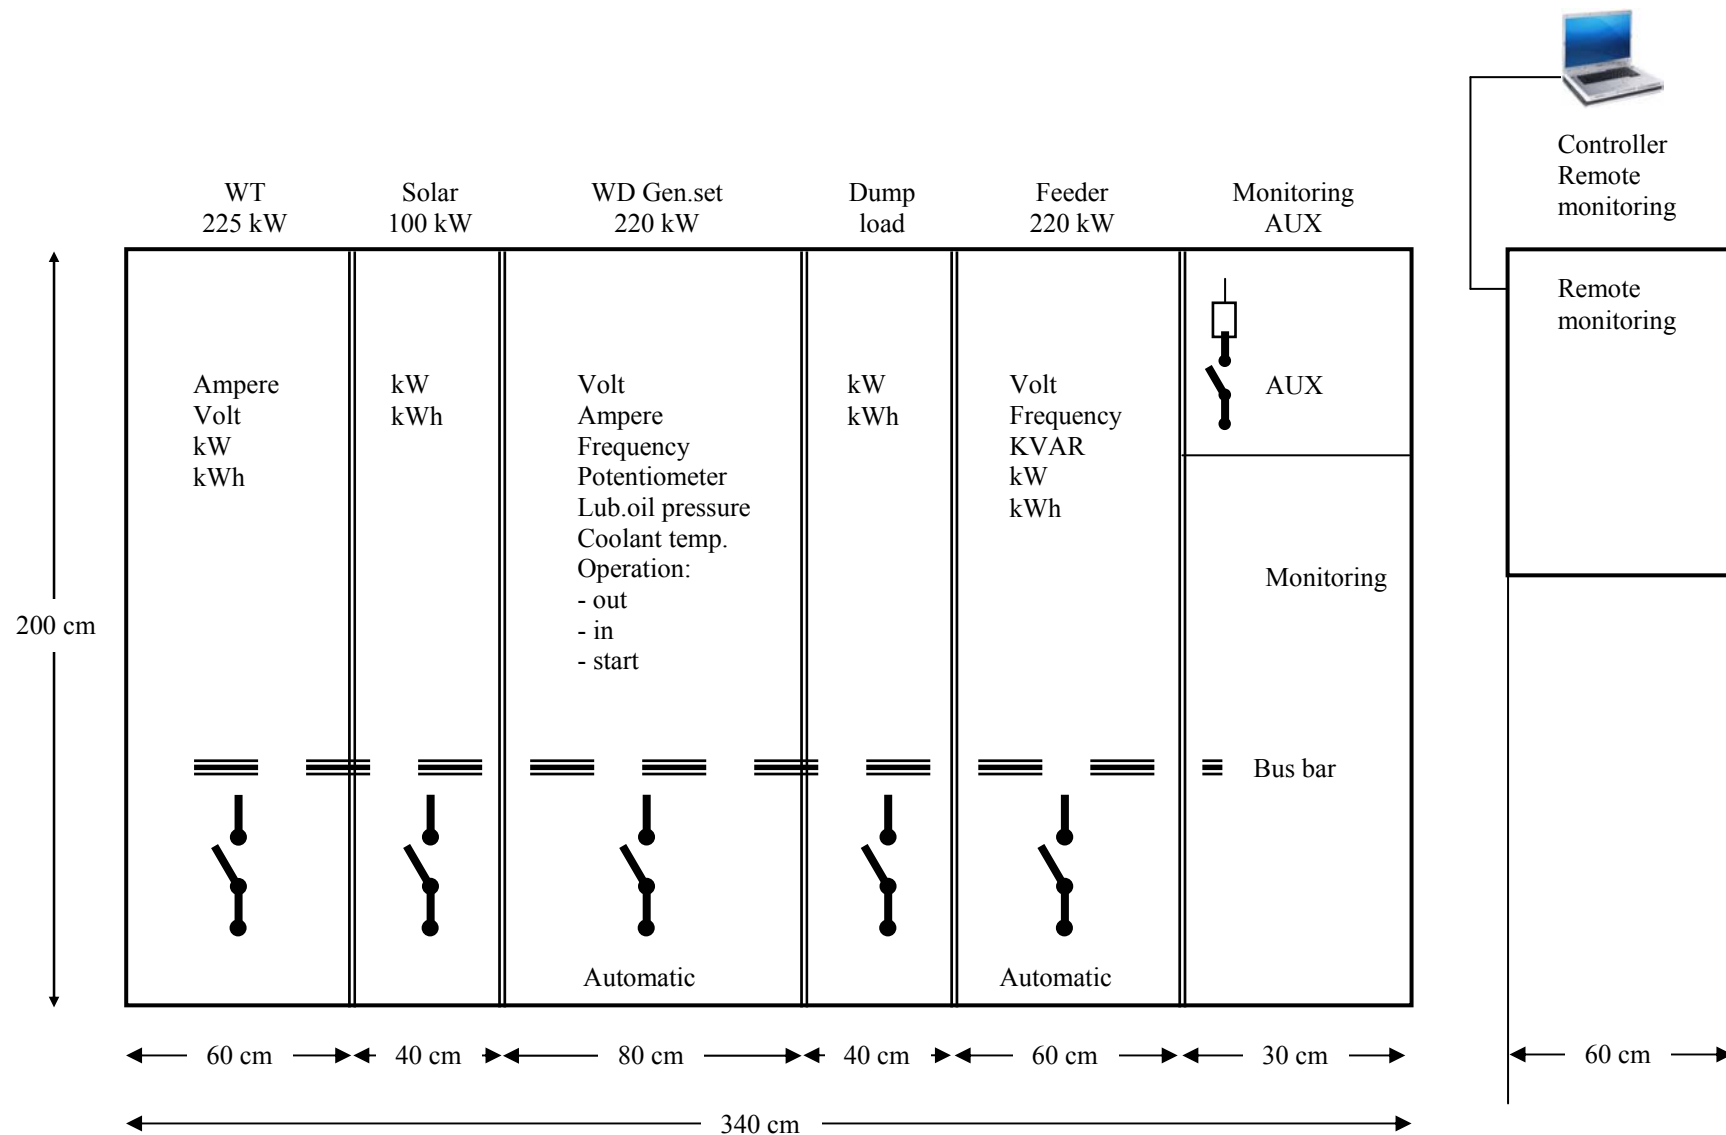 Controller
Remote
monitoring
WT
225 kW
Solar
100 kW
WD Gen.set
220 kW
Dump
load
Feeder
220 kW
Monitoring
AUX
Remote
monitoring
Ampere
Volt
kW
kWh
kW
kWh
Volt
Ampere
Frequency
Potentiometer
Lub.oil pressure
Coolant temp.
Operation:
- out
- in
- start
kW
kWh
Volt
Frequency
KVAR
kW
kWh
AUX
Monitoring
200 cm
Bus bar
Automatic
Automatic
60 cm
40 cm
80 cm
40 cm
60 cm
30 cm
60 cm
340 cm